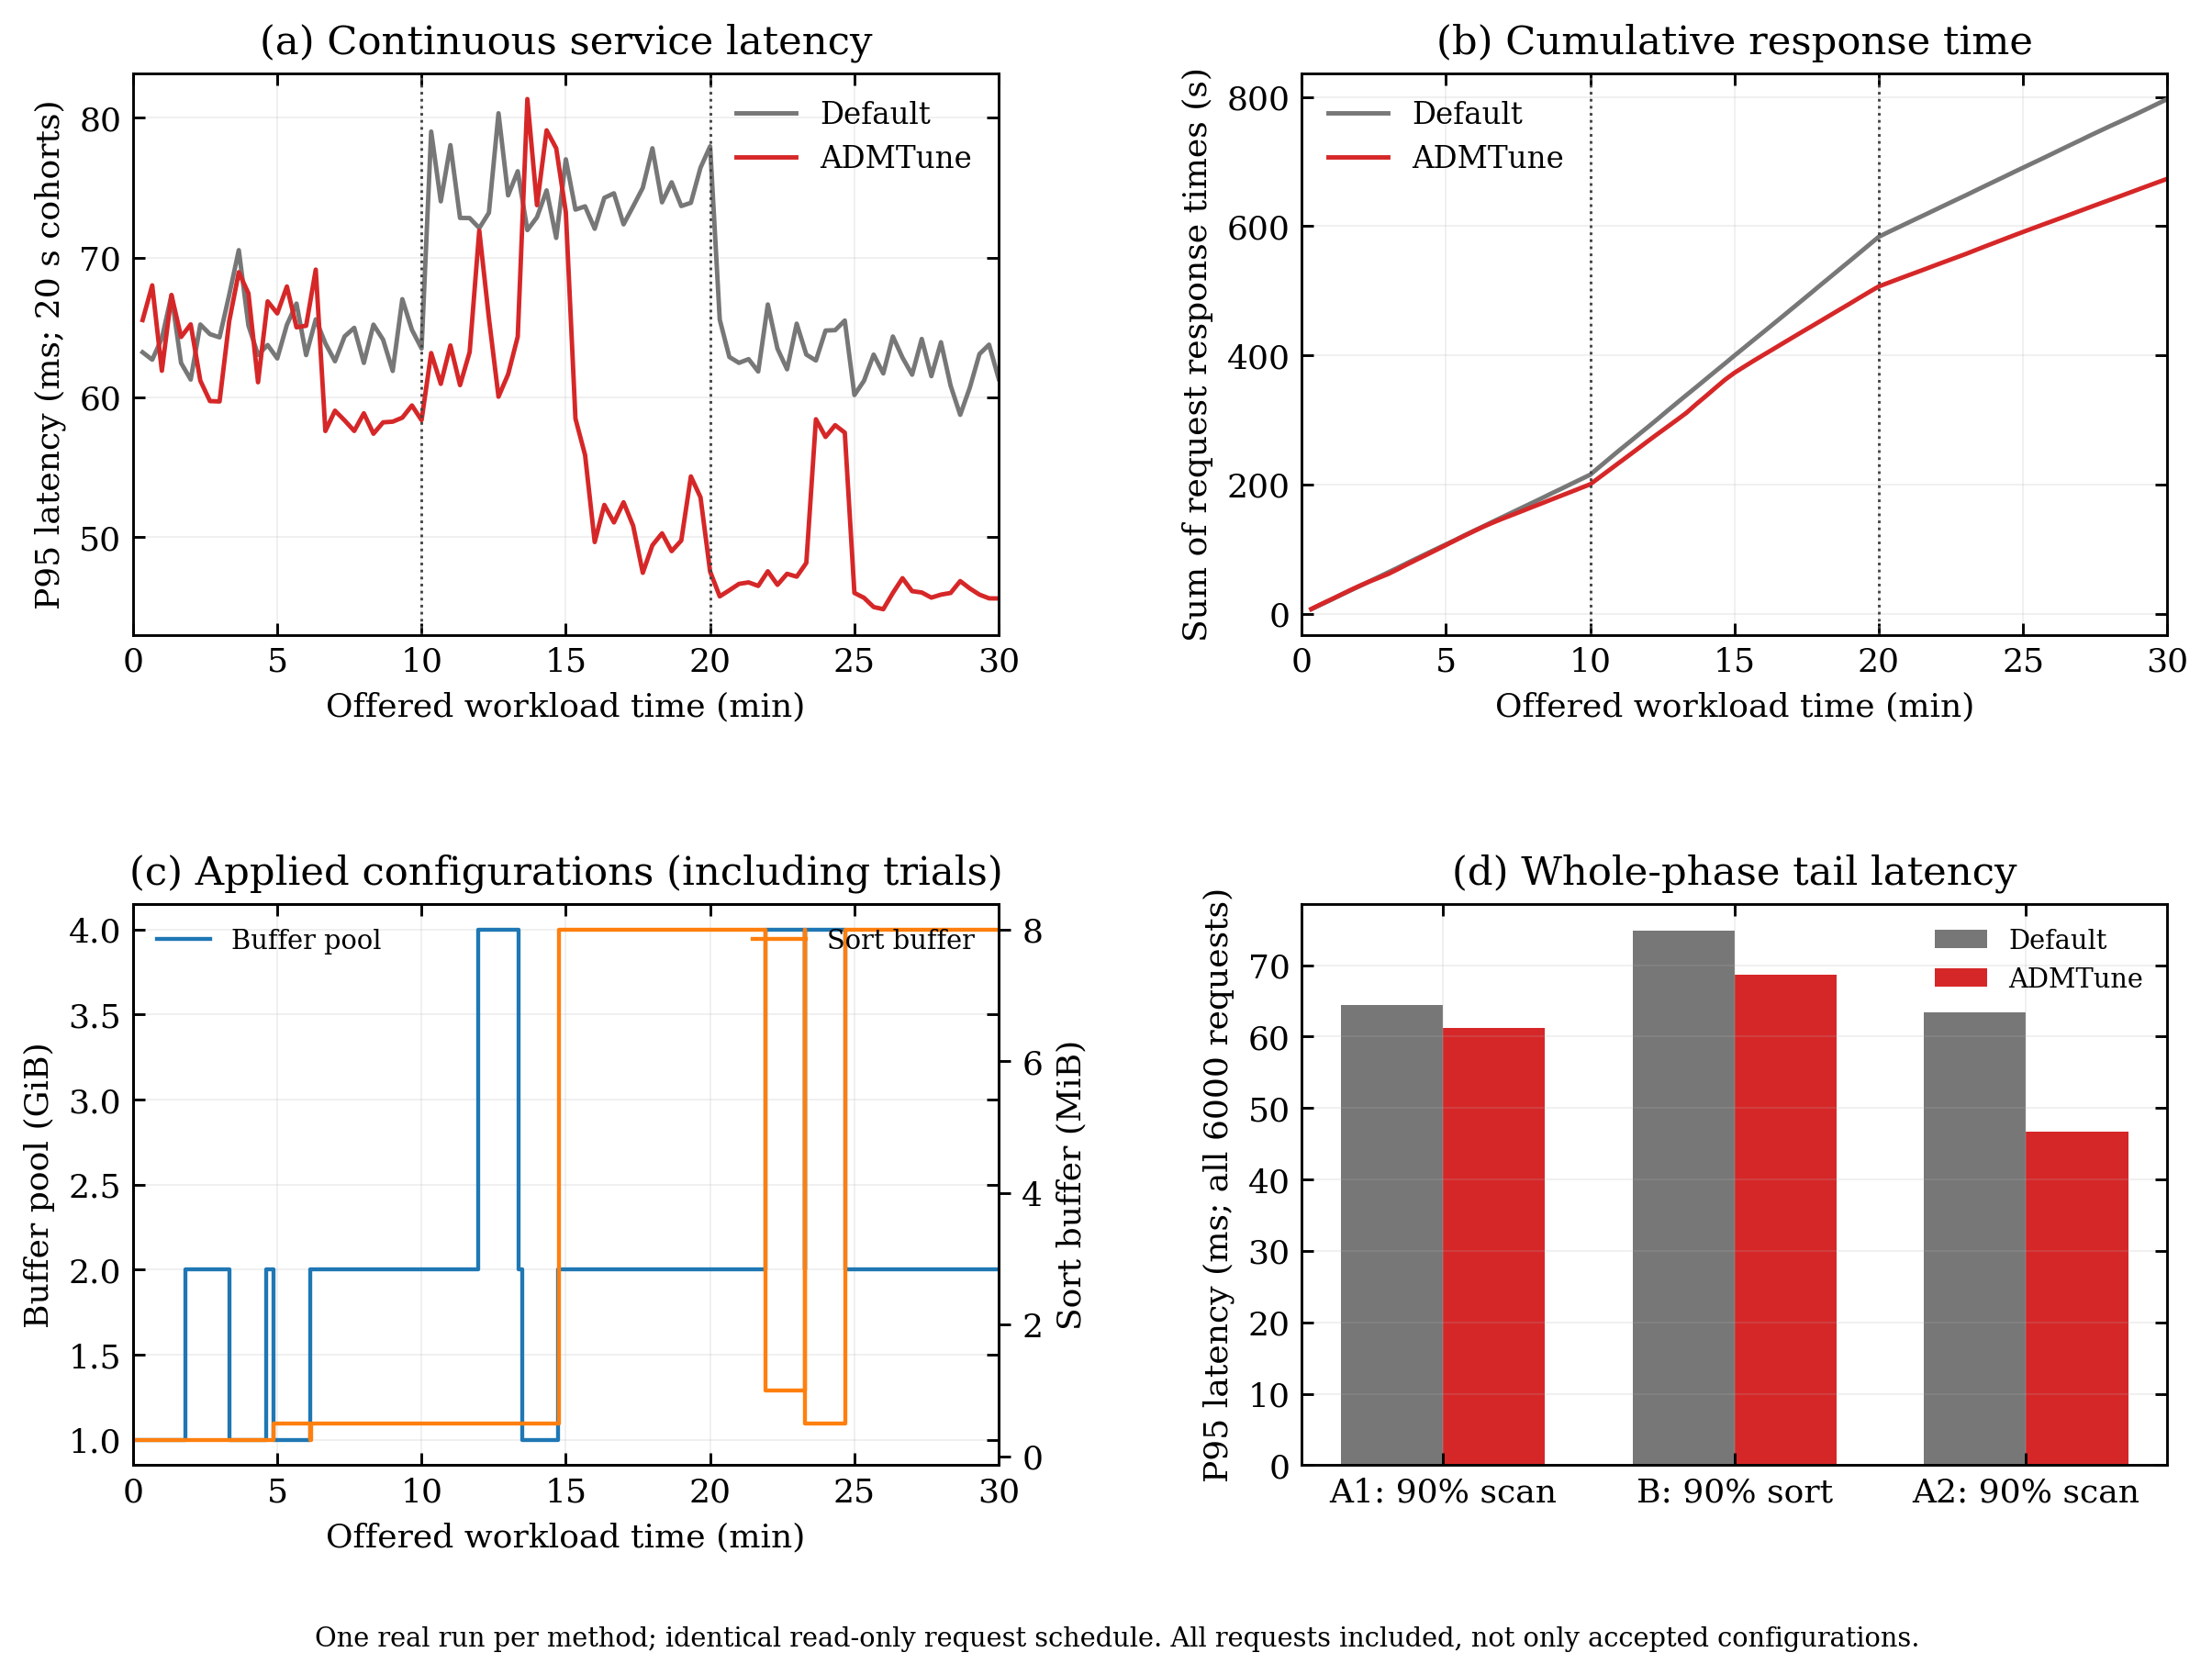 (a) Continuous service latency
P95 latency (ms; 20 s cohorts)
80
70
60
50
Default
ADMTune
0 5 10 15 20 25 30
Offered workload time (min)
(b) Cumulative response time
Sum of request response times (s)
800
600
400
200
0
Default
ADMTune
0 5 10 15 20 25 30
Offered workload time (min)
(c) Applied configurations (including trials)
Buffer pool (GiB)
4.0
3.5
3.0
2.5
2.0
1.5
1.0
Buffer pool
Sort buffer
8
6
4
2
0
Sort buffer (MiB)
0 5 10 15 20 25 30
Offered workload time (min)
(d) Whole-phase tail latency
P95 latency (ms; all 6000 requests)
70
60
50
40
30
20
10
0
Default
ADMTune
A1: 90% scan B: 90% sort A2: 90% scan
One real run per method; identical read-only request schedule. All requests included, not only accepted configurations.